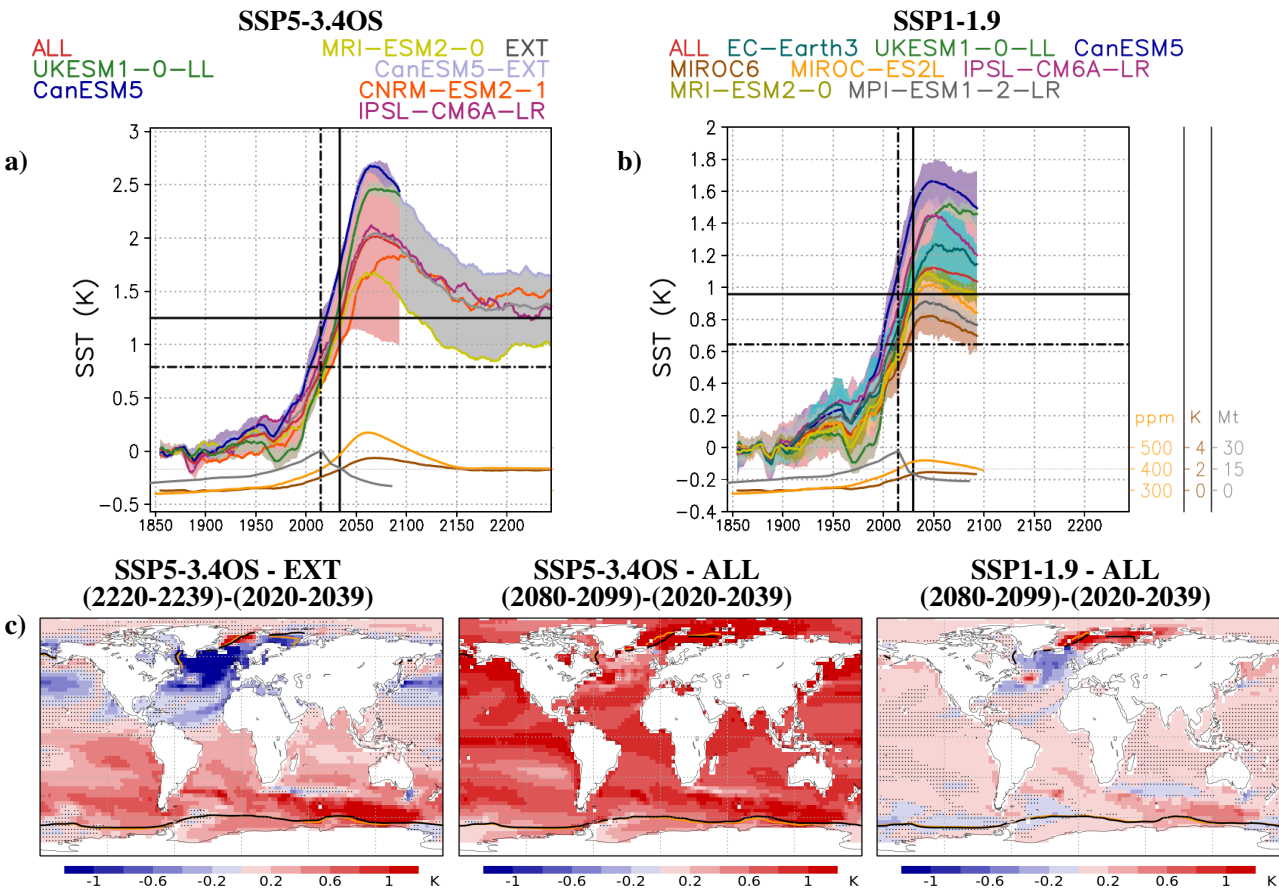 SSP5-3.4OS
SSP1-1.9
ALL MRI-ESM2-0 EXT
UKESM1-0-LL CanESM5-EXT
CanESM5 CNRM-ESM2-1
IPSL-CM6A-LR
ALL EC-Earth3 UKESM1-0-LL CanESM5
MIROC6 MIROC-ES2L IPSL-CM6A-LR
MRI-ESM2-0 MPI-ESM1-2-LR
a)
SST (K)
3
2.5
2
1.5
1
0.5
0
-0.5
1850 1900 1950 2000 2050 2100 2150 2200
b)
SST (K)
2
1.8
1.6
1.4
1.2
1
0.8
0.6
0.4
0.2
0
-0.2
-0.4
1850 1900 1950 2000 2050 2100 2150 2200
ppm K Mt
500 4 30
400 2 15
300 0 0
c)
SSP5-3.4OS - EXT
(2220-2239)-(2020-2039)
SSP5-3.4OS - ALL
(2080-2099)-(2020-2039)
SSP1-1.9 - ALL
(2080-2099)-(2020-2039)
-1 -0.6 -0.2 0.2 0.6 1 K
-1 -0.6 -0.2 0.2 0.6 1 K
-1 -0.6 -0.2 0.2 0.6 1 K